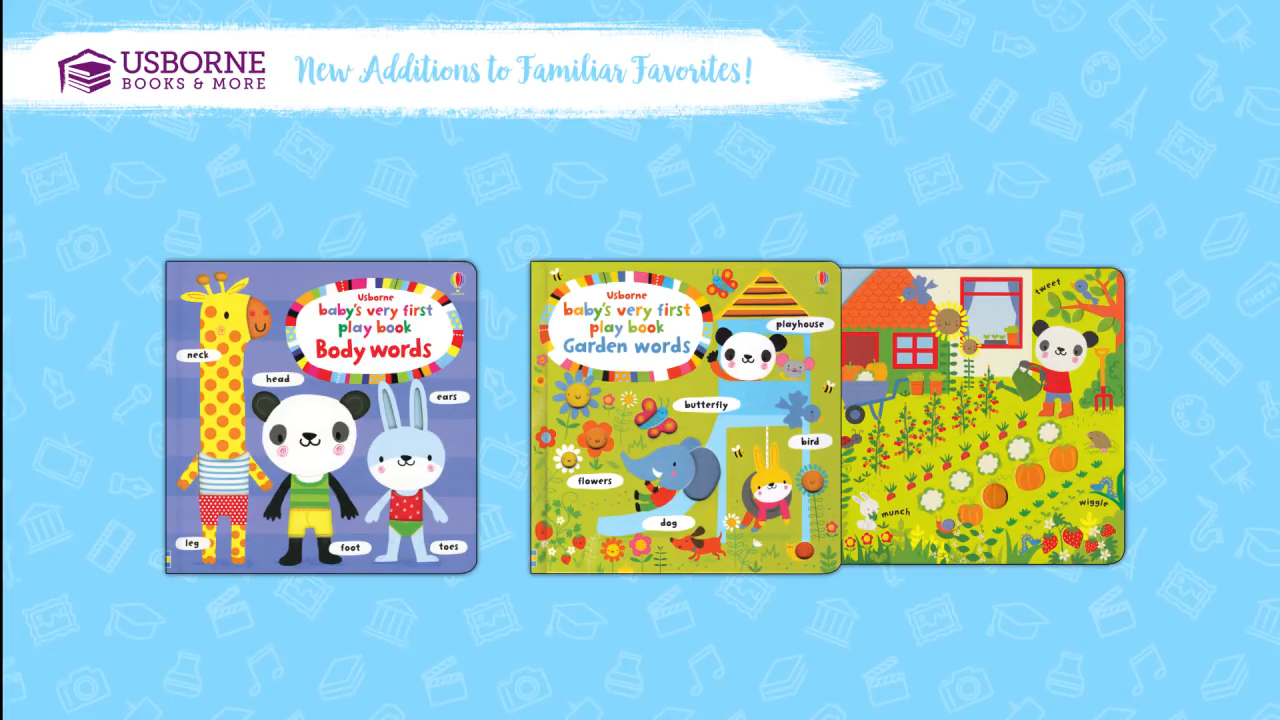 USBORNE
BOOKS & MORE
New Additions to Familiar Favorites!
Usborne
baby's very first
play book
Body words
neck
head
ears
leg
foot
toes
Usborne
baby's very first
play book
Garden words
playhouse
butterfly
bird
flowers
dog
tweet
munch
wiggle